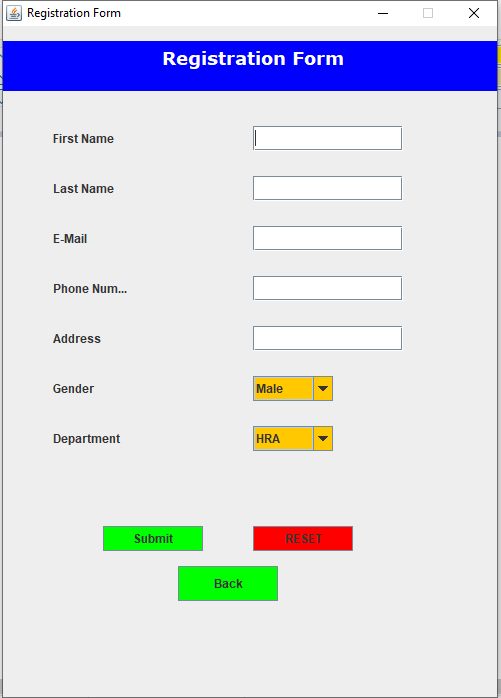 Registration Form
Registration Form
First Name
Last Name
E-Mail
Phone Num...
Address
Gender Male
Department HRA
Submit RESET
Back